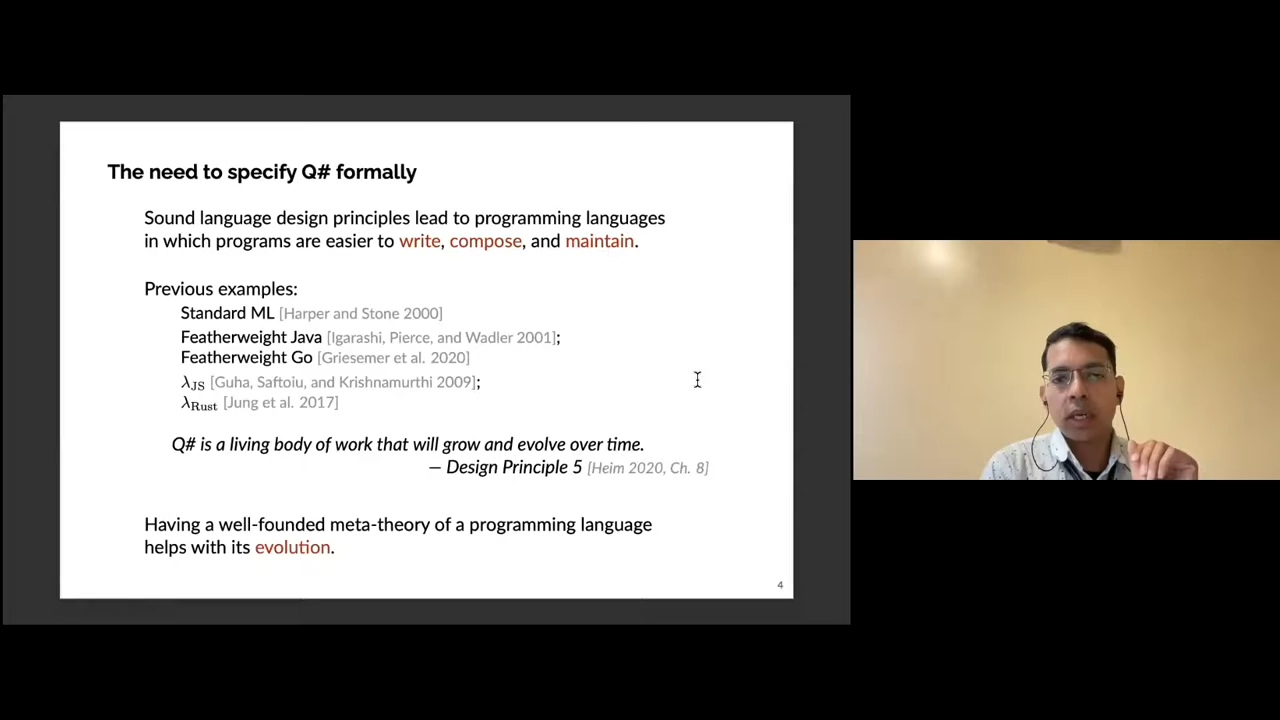 The need to specify Q# formally
Sound language design principles lead to programming languages
in which programs are easier to write, compose, and maintain.
Previous examples:
Standard ML [Harper and Stone 2000]
Featherweight Java [Igarashi, Pierce, and Wadler 2001];
Featherweight Go [Griesemer et al. 2020]
λJS [Guha, Saftoiu, and Krishnamurthi 2009];
λRust [Jung et al. 2017]
Q# is a living body of work that will grow and evolve over time.
— Design Principle 5 [Heim 2020, Ch. 8]
Having a well-founded meta-theory of a programming language
helps with its evolution.
4